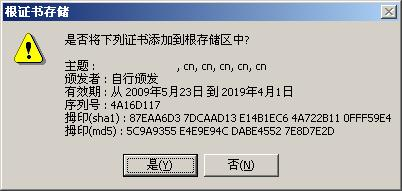 根证书存储
是否将下列证书添加到根存储区中?
主题 : , cn, cn, cn, cn, cn
颁发者 : 自行颁发
有效期 : 从 2009年5月23日 到 2019年4月1日
序列号 : 4A16D117
拇印(sha1) : 87EAA6D3 7DCAAD13 E14B1EC6 4A722B11 0FFF59E4
拇印(md5) : 5C9A9355 E4E9E94C DABE4552 7E8D7E2D
是(Y) 否(N)